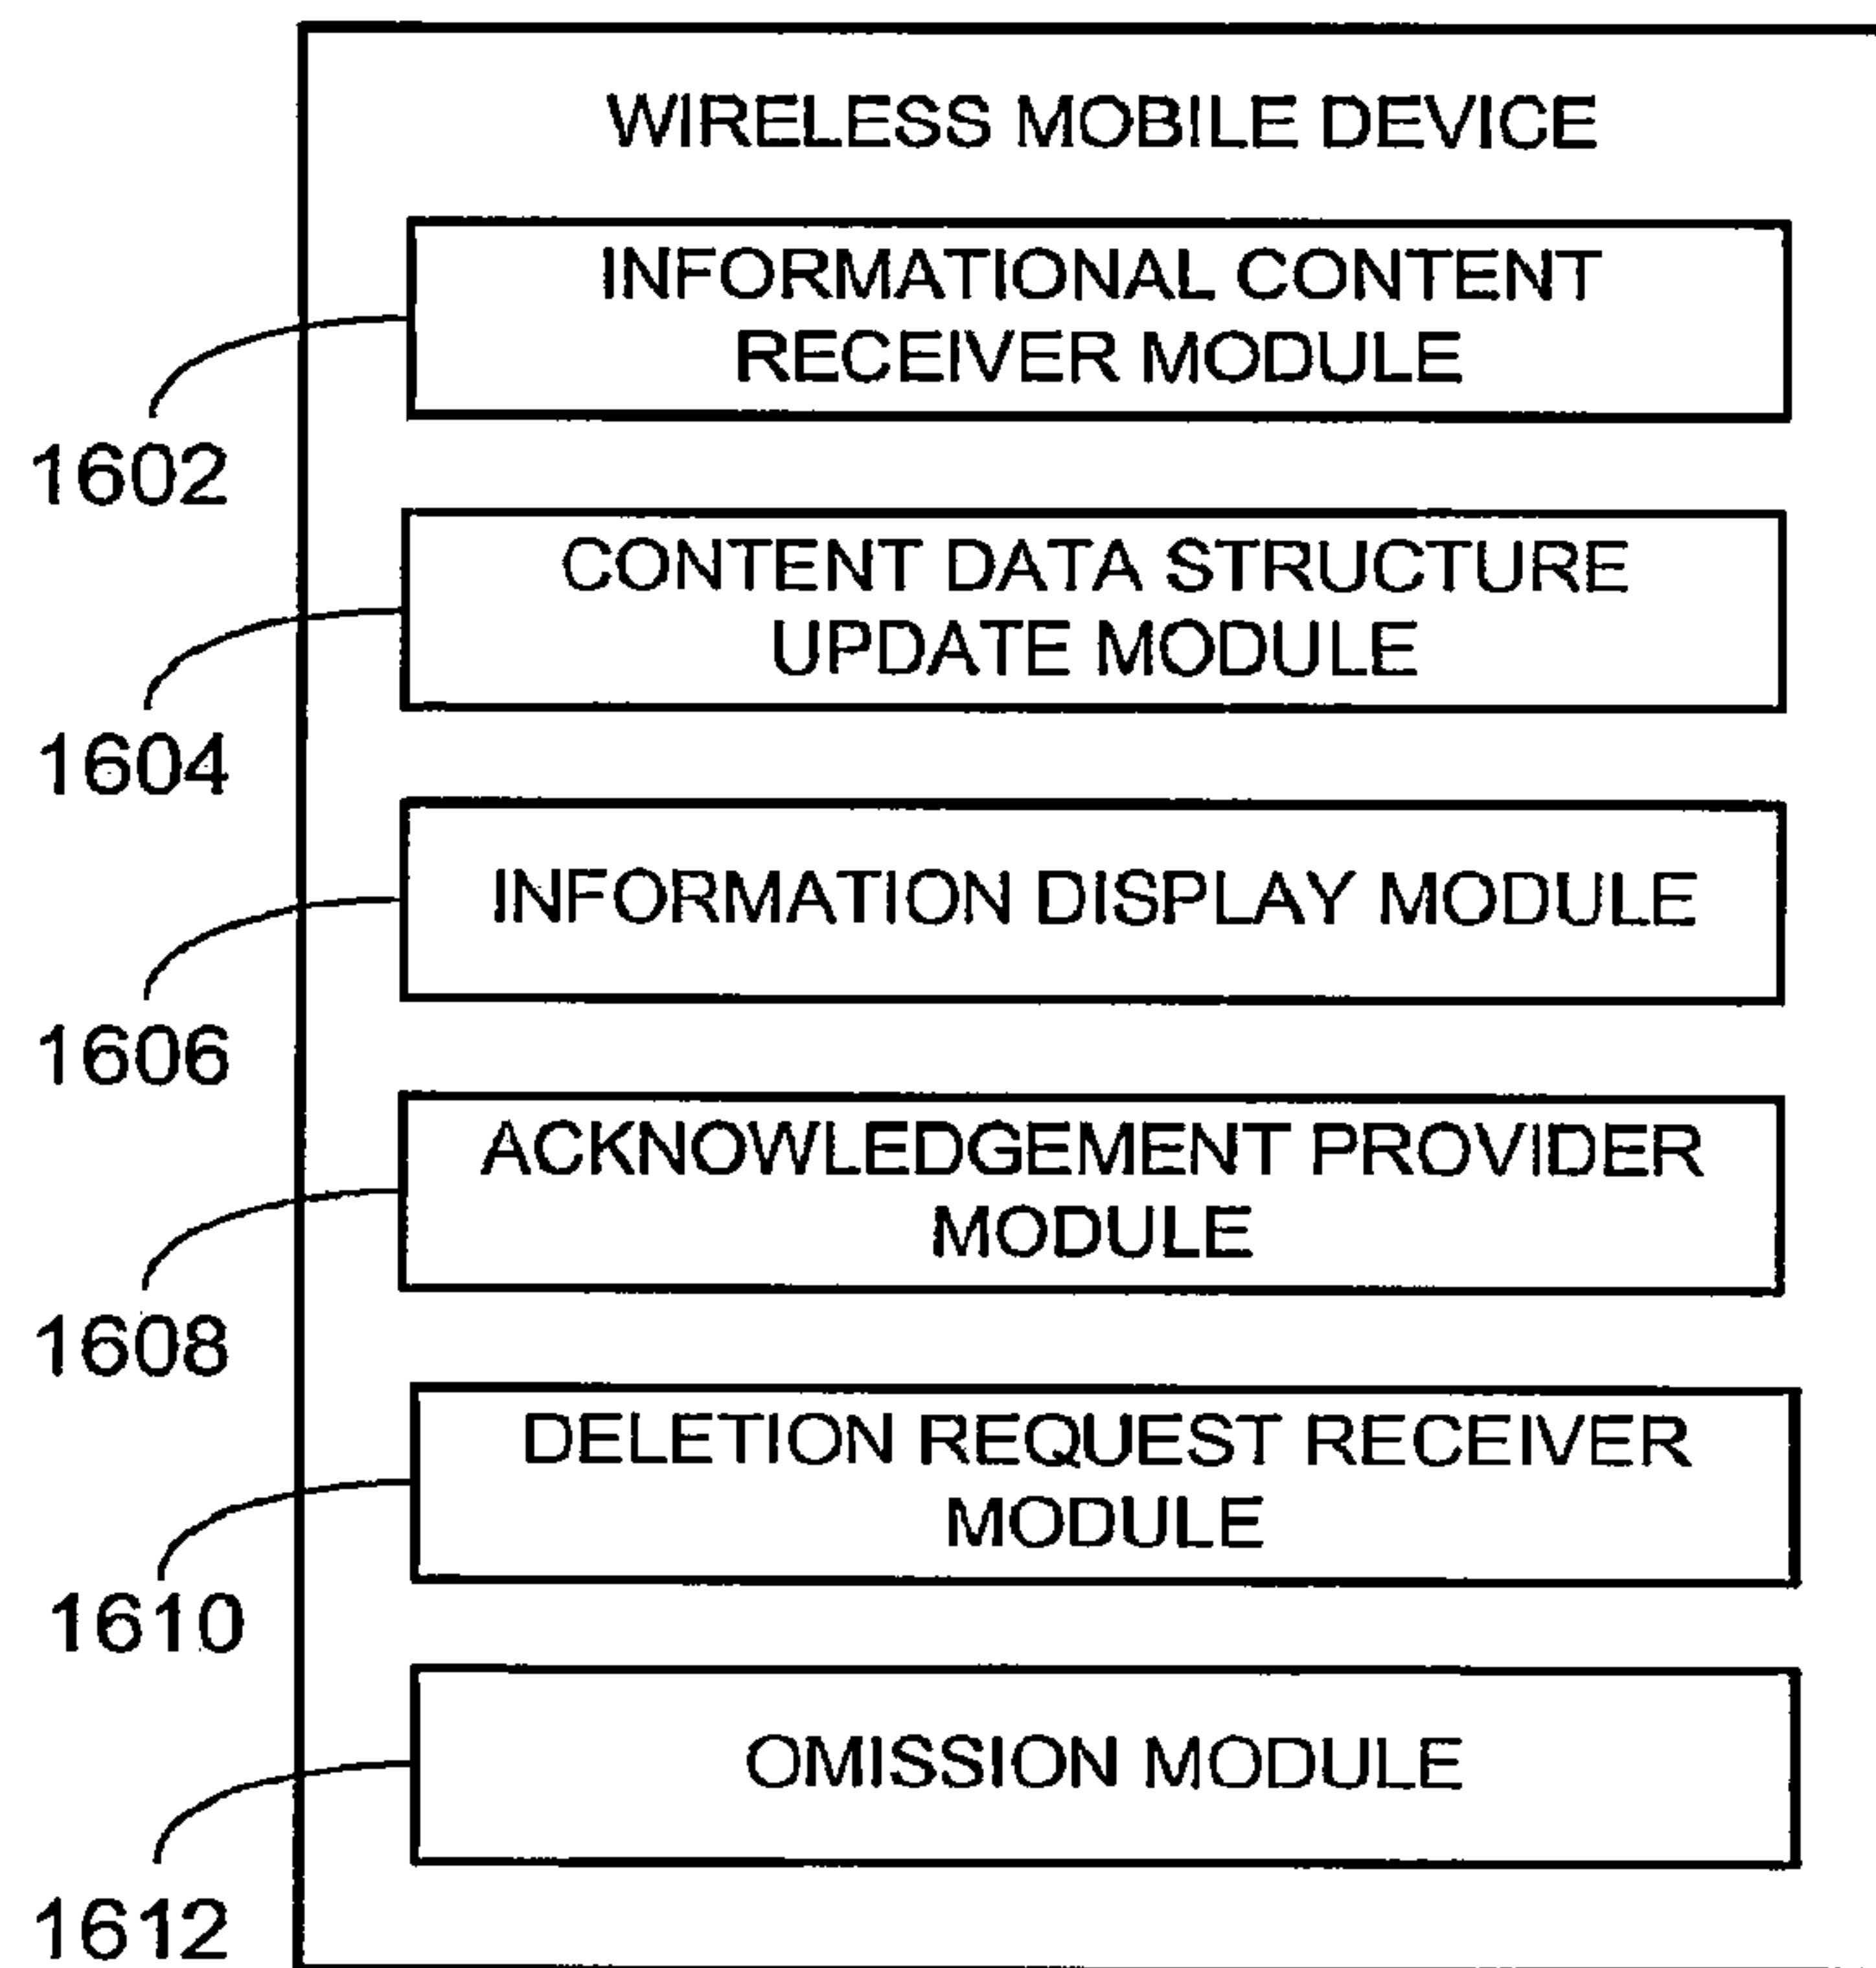 WIRELESS MOBILE DEVICE
INFORMATIONAL CONTENT
RECEIVER MODULE
1602
CONTENT DATA STRUCTURE
UPDATE MODULE
1604
INFORMATION DISPLAY MODULE
1606
ACKNOWLEDGEMENT PROVIDER
MODULE
1608
DELETION REQUEST RECEIVER
MODULE
1610
OMISSION MODULE
1612